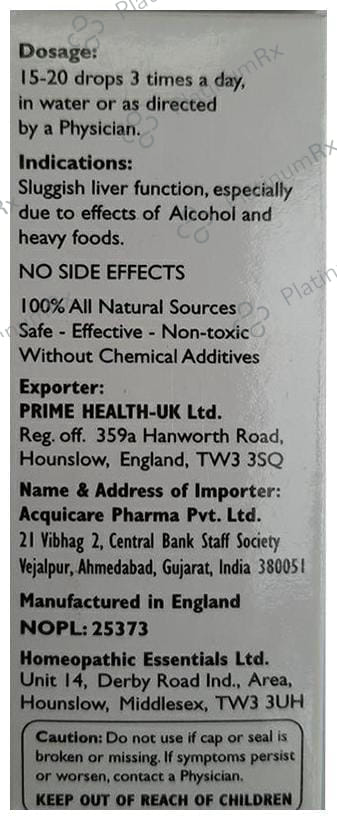 Dosage:
15-20 drops 3 times a day,
in water or as directed
by a Physician.
Indications:
Sluggish liver function, especially
due to effects of Alcohol and
heavy foods.
NO SIDE EFFECTS
100% All Natural Sources
Safe - Effective - Non-toxic
Without Chemical Additives
Exporter:
PRIME HEALTH-UK Ltd.
Reg. off. 359a Hanworth Road,
Hounslow, England, TW3 3SQ
Name & Address of Importer:
Acquicare Pharma Pvt. Ltd.
21 Vibhag 2, Central Bank Staff Society
Vejalpur, Ahmedabad, Gujarat, India 380051
Manufactured in England
NOPL: 25373
Homeopathic Essentials Ltd.
Unit 14, Derby Road Ind., Area,
Hounslow, Middlesex, TW3 3UH
Caution: Do not use if cap or seal is
broken or missing. If symptoms persist
or worsen, contact a Physician.
KEEP OUT OF REACH OF CHILDREN
PlatinumRx
PlatinumRx